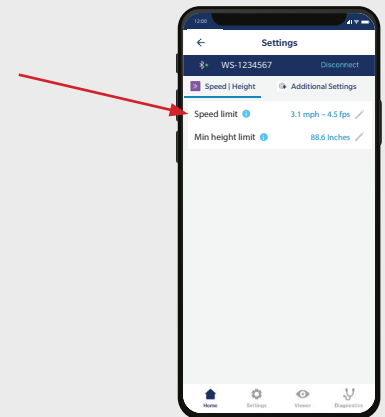 12:00
Settings
WS-1234567 Disconnect
Speed | Height Additional Settings
Speed limit 3.1 mph – 4.5 fps
Min height limit 88.6 Inches
Home Settings Viewer Diagnostics